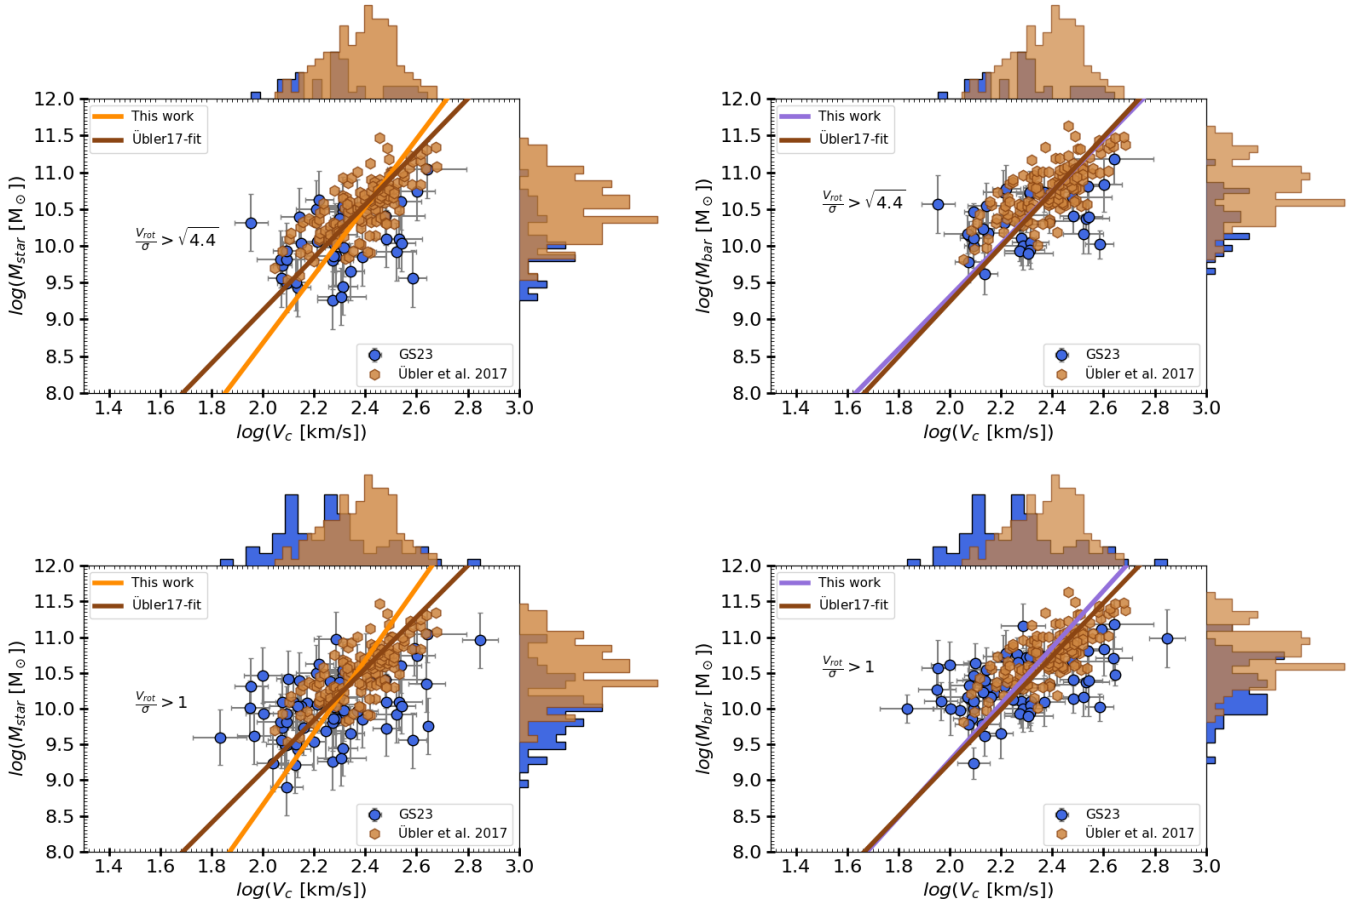 12.0
11.5
11.0
10.5
10.0
9.5
9.0
8.5
8.0
log(M_star [M_⊙])
This work
Übler17-fit
V_rot/σ > √4.4
GS23
Übler et al. 2017
1.4 1.6 1.8 2.0 2.2 2.4 2.6 2.8 3.0
log(V_c [km/s])
12.0
11.5
11.0
10.5
10.0
9.5
9.0
8.5
8.0
log(M_bar [M_⊙])
This work
Übler17-fit
V_rot/σ > √4.4
GS23
Übler et al. 2017
1.4 1.6 1.8 2.0 2.2 2.4 2.6 2.8 3.0
log(V_c [km/s])
12.0
11.5
11.0
10.5
10.0
9.5
9.0
8.5
8.0
log(M_star [M_⊙])
This work
Übler17-fit
V_rot/σ > 1
GS23
Übler et al. 2017
1.4 1.6 1.8 2.0 2.2 2.4 2.6 2.8 3.0
log(V_c [km/s])
12.0
11.5
11.0
10.5
10.0
9.5
9.0
8.5
8.0
log(M_bar [M_⊙])
This work
Übler17-fit
V_rot/σ > 1
GS23
Übler et al. 2017
1.4 1.6 1.8 2.0 2.2 2.4 2.6 2.8 3.0
log(V_c [km/s])